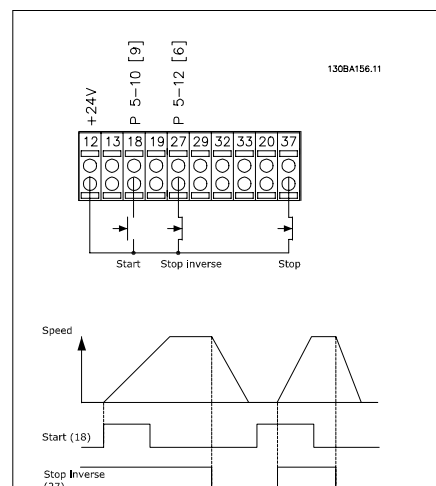 130BA156.11
+24V
P 5-10 [9]
P 5-12 [6]
12 13 18 19 27 29 32 33 20 37
Start Stop inverse Stop
Speed
Start (18)
Stop Inverse
(27)